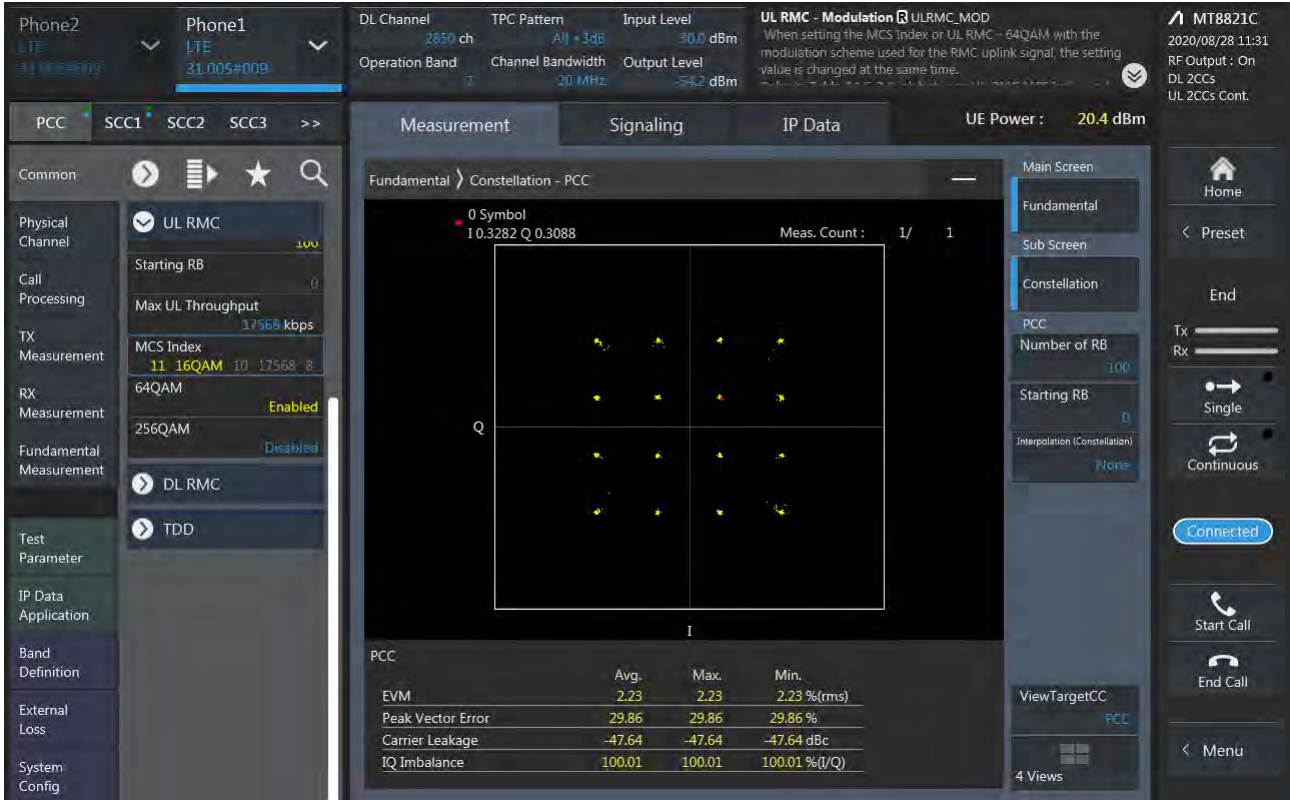 Phone2
LTE
Phone1
LTE
31.005#009
DL Channel
2850 ch
TPC Pattern
All +3dB
Input Level
30.0 dBm
Operation Band
7
Channel Bandwidth
20 MHz
Output Level
-54.2 dBm
UL RMC - Modulation R ULRMC_MOD
When setting the MCS Index or UL RMC - 64QAM with the
modulation scheme used for the RMC uplink signal, the setting
value is changed at the same time.
MT8821C
2020/08/28 11:31
RF Output : On
DL 2CCs
UL 2CCs Cont.
PCC SCC1 SCC2 SCC3 >>
Measurement Signaling IP Data
UE Power : 20.4 dBm
Common
Physical
Channel
Call
Processing
TX
Measurement
RX
Measurement
Fundamental
Measurement
Test
Parameter
IP Data
Application
Band
Definition
External
Loss
System
Config
UL RMC
100
Starting RB
0
Max UL Throughput
17568 kbps
MCS Index
11 16QAM 10 17568 8
64QAM
Enabled
256QAM
Disabled
DL RMC
TDD
Fundamental 〉 Constellation - PCC
0 Symbol
I 0.3282 Q 0.3088
Meas. Count : 1/ 1
Q
I
PCC
Avg. Max. Min.
EVM 2.23 2.23 2.23 %(rms)
Peak Vector Error 29.86 29.86 29.86 %
Carrier Leakage -47.64 -47.64 -47.64 dBc
IQ Imbalance 100.01 100.01 100.01 %(I/Q)
Main Screen
Fundamental
Sub Screen
Constellation
PCC
Number of RB
100
Starting RB
0
Interpolation (Constellation)
None
ViewTargetCC
PCC
4 Views
Home
< Preset
End
Tx
Rx
Single
Continuous
Connected
Start Call
End Call
< Menu